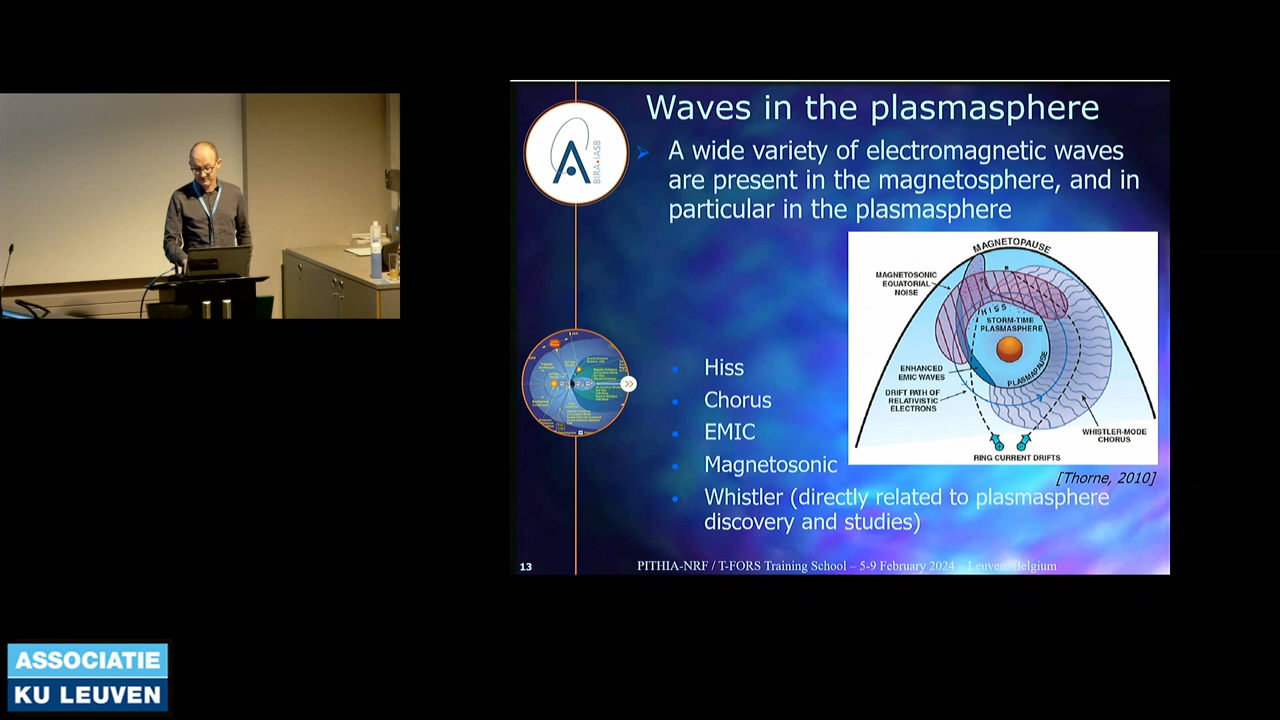 Waves in the plasmasphere
A wide variety of electromagnetic waves
are present in the magnetosphere, and in
particular in the plasmasphere
BIRA•IASB
MAGNETOPAUSE
MAGNETOSONIC
EQUATORIAL
NOISE
HISS
STORM-TIME
PLASMASPHERE
PLASMAPAUSE
ENHANCED
EMIC WAVES
DRIFT PATH OF
RELATIVISTIC
ELECTRONS
WHISTLER-MODE
CHORUS
RING CURRENT DRIFTS
[Thorne, 2010]
Hiss
Chorus
EMIC
Magnetosonic
Whistler (directly related to plasmasphere
discovery and studies)
13
PITHIA-NRF / T-FORS Training School – 5-9 February 2024 – Leuven, Belgium
ASSOCIATIE
KU LEUVEN